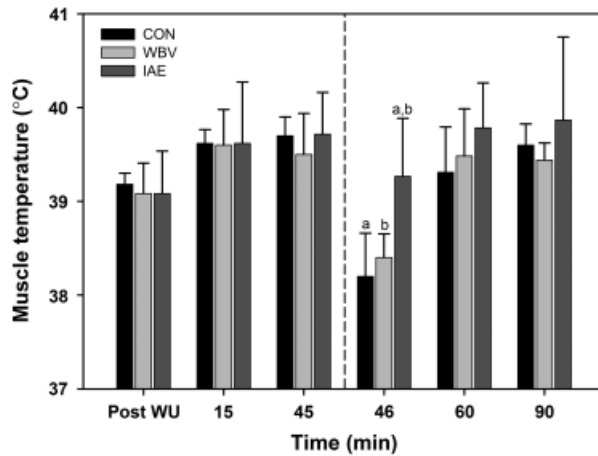 41
40
39
38
37
Muscle temperature (°C)
CON
WBV
IAE
a
b
a,b
Post WU 15 45 46 60 90
Time (min)